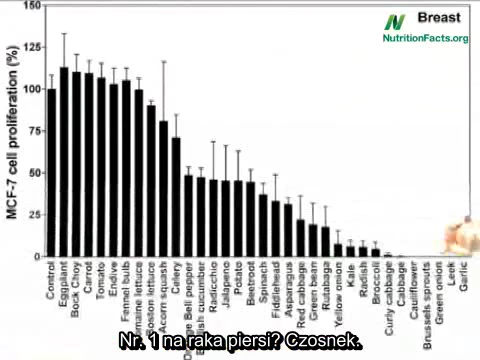 Breast
NutritionFacts.org
MCF-7 cell proliferation (%)
150
125
100
75
50
25
0
Control
Eggplant
Bock Choy
Carrot
Tomato
Endive
Fennel bulb
Romaine lettuce
Boston lettuce
Acorn squash
Celery
Orange Bell pepper
English cucumber
Radicchio
Jalapeno
Potato
Beetroot
Spinach
Fiddlehead
Asparagus
Red cabbage
Green bean
Rutabaga
Yellow onion
Kale
Radish
Broccoli
Curly cabbage
Cabbage
Cauliflower
Brussels sprouts
Green onion
Leek
Garlic
Nr. 1 na raka piersi? Czosnek.